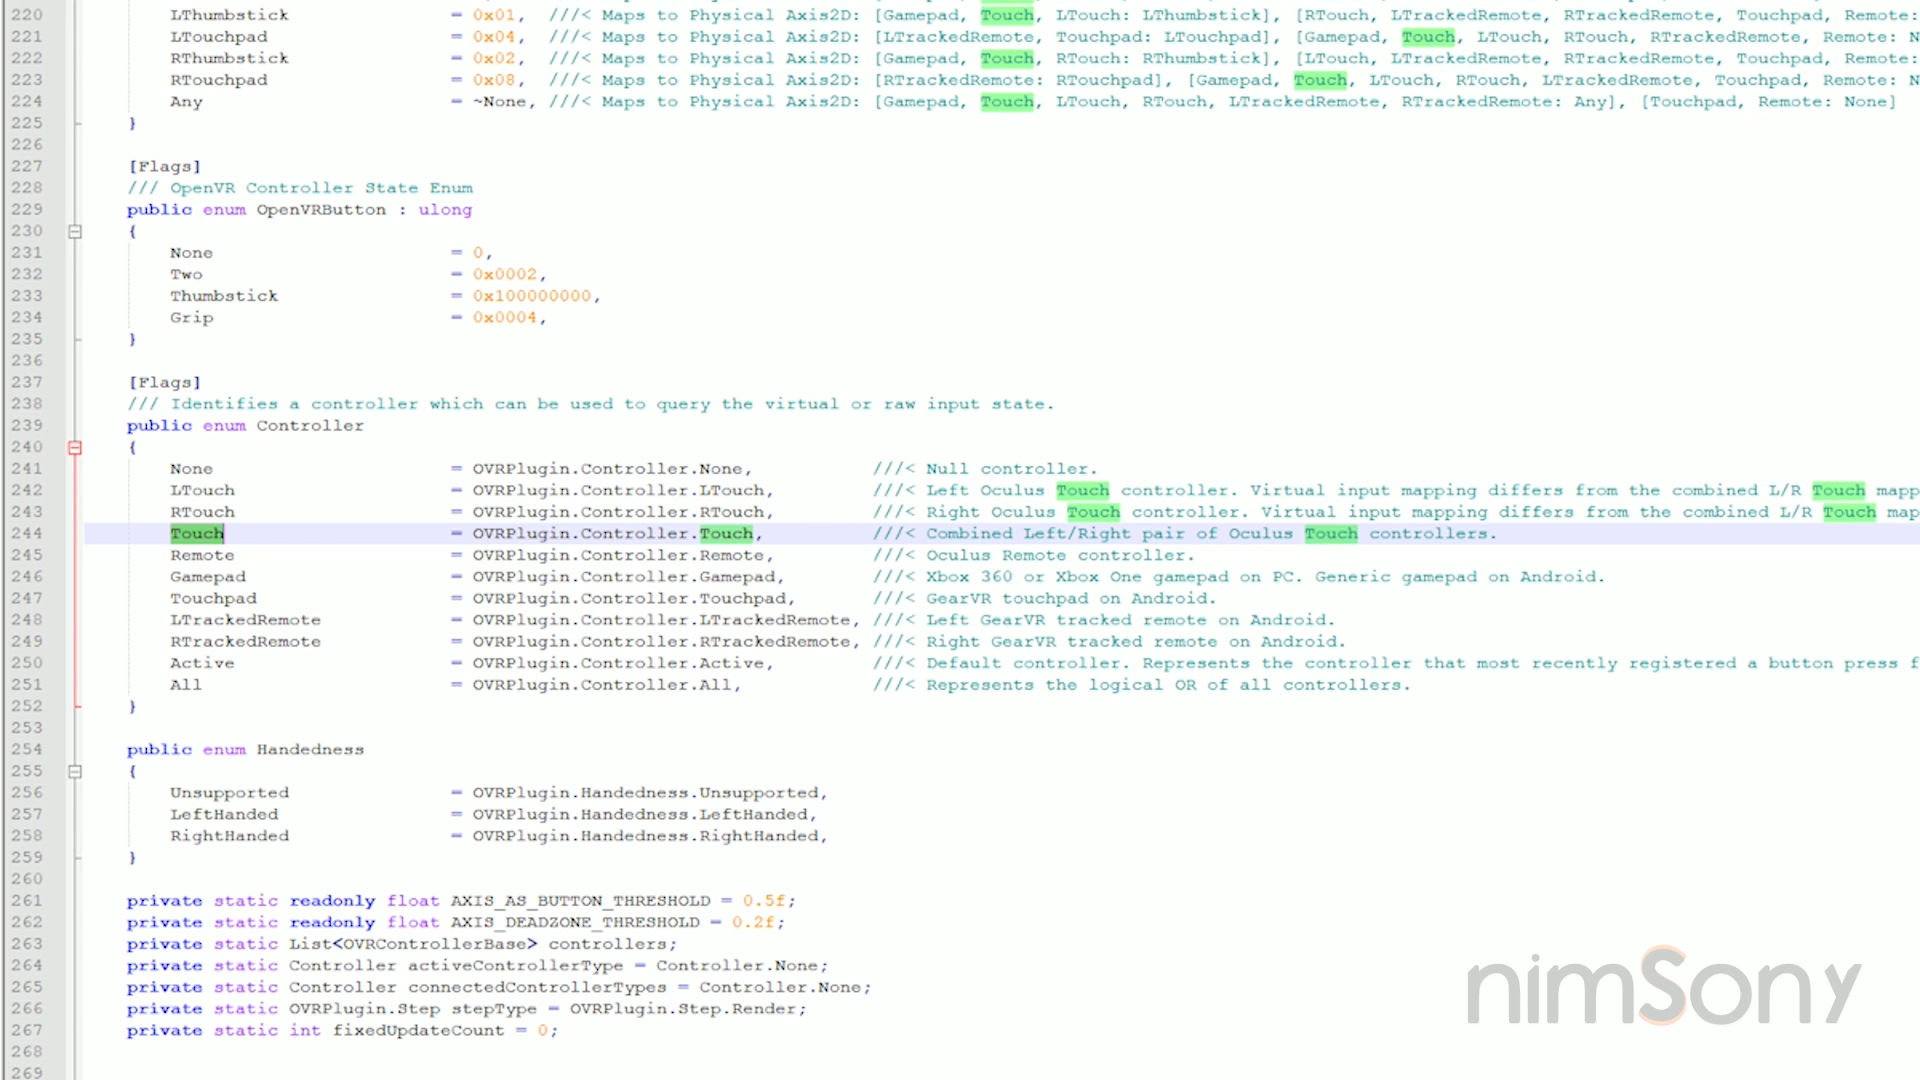 220 LThumbstick = 0x01, ///< Maps to Physical Axis2D: [Gamepad, Touch, LTouch: LThumbstick], [RTouch, LTrackedRemote, RTrackedRemote, Touchpad, Remote:
221 LTouchpad = 0x04, ///< Maps to Physical Axis2D: [LTrackedRemote, Touchpad: LTouchpad], [Gamepad, Touch, LTouch, RTouch, RTrackedRemote, Remote: N
222 RThumbstick = 0x02, ///< Maps to Physical Axis2D: [Gamepad, Touch, RTouch: RThumbstick], [LTouch, LTrackedRemote, RTrackedRemote, Touchpad, Remote:
223 RTouchpad = 0x08, ///< Maps to Physical Axis2D: [RTrackedRemote: RTouchpad], [Gamepad, Touch, LTouch, RTouch, LTrackedRemote, Touchpad, Remote: N
224 Any = ~None, ///< Maps to Physical Axis2D: [Gamepad, Touch, LTouch, RTouch, LTrackedRemote, RTrackedRemote: Any], [Touchpad, Remote: None]
225 }
226
227 [Flags]
228 /// OpenVR Controller State Enum
229 public enum OpenVRButton : ulong
230 {
231 None = 0,
232 Two = 0x0002,
233 Thumbstick = 0x100000000,
234 Grip = 0x0004,
235 }
236
237 [Flags]
238 /// Identifies a controller which can be used to query the virtual or raw input state.
239 public enum Controller
240 {
241 None = OVRPlugin.Controller.None, ///< Null controller.
242 LTouch = OVRPlugin.Controller.LTouch, ///< Left Oculus Touch controller. Virtual input mapping differs from the combined L/R Touch mapp
243 RTouch = OVRPlugin.Controller.RTouch, ///< Right Oculus Touch controller. Virtual input mapping differs from the combined L/R Touch map
244 Touch = OVRPlugin.Controller.Touch, ///< Combined Left/Right pair of Oculus Touch controllers.
245 Remote = OVRPlugin.Controller.Remote, ///< Oculus Remote controller.
246 Gamepad = OVRPlugin.Controller.Gamepad, ///< Xbox 360 or Xbox One gamepad on PC. Generic gamepad on Android.
247 Touchpad = OVRPlugin.Controller.Touchpad, ///< GearVR touchpad on Android.
248 LTrackedRemote = OVRPlugin.Controller.LTrackedRemote, ///< Left GearVR tracked remote on Android.
249 RTrackedRemote = OVRPlugin.Controller.RTrackedRemote, ///< Right GearVR tracked remote on Android.
250 Active = OVRPlugin.Controller.Active, ///< Default controller. Represents the controller that most recently registered a button press f
251 All = OVRPlugin.Controller.All, ///< Represents the logical OR of all controllers.
252 }
253
254 public enum Handedness
255 {
256 Unsupported = OVRPlugin.Handedness.Unsupported,
257 LeftHanded = OVRPlugin.Handedness.LeftHanded,
258 RightHanded = OVRPlugin.Handedness.RightHanded,
259 }
260
261 private static readonly float AXIS_AS_BUTTON_THRESHOLD = 0.5f;
262 private static readonly float AXIS_DEADZONE_THRESHOLD = 0.2f;
263 private static List<OVRControllerBase> controllers;
264 private static Controller activeControllerType = Controller.None;
265 private static Controller connectedControllerTypes = Controller.None;
266 private static OVRPlugin.Step stepType = OVRPlugin.Step.Render;
267 private static int fixedUpdateCount = 0;
268
269
nimSony